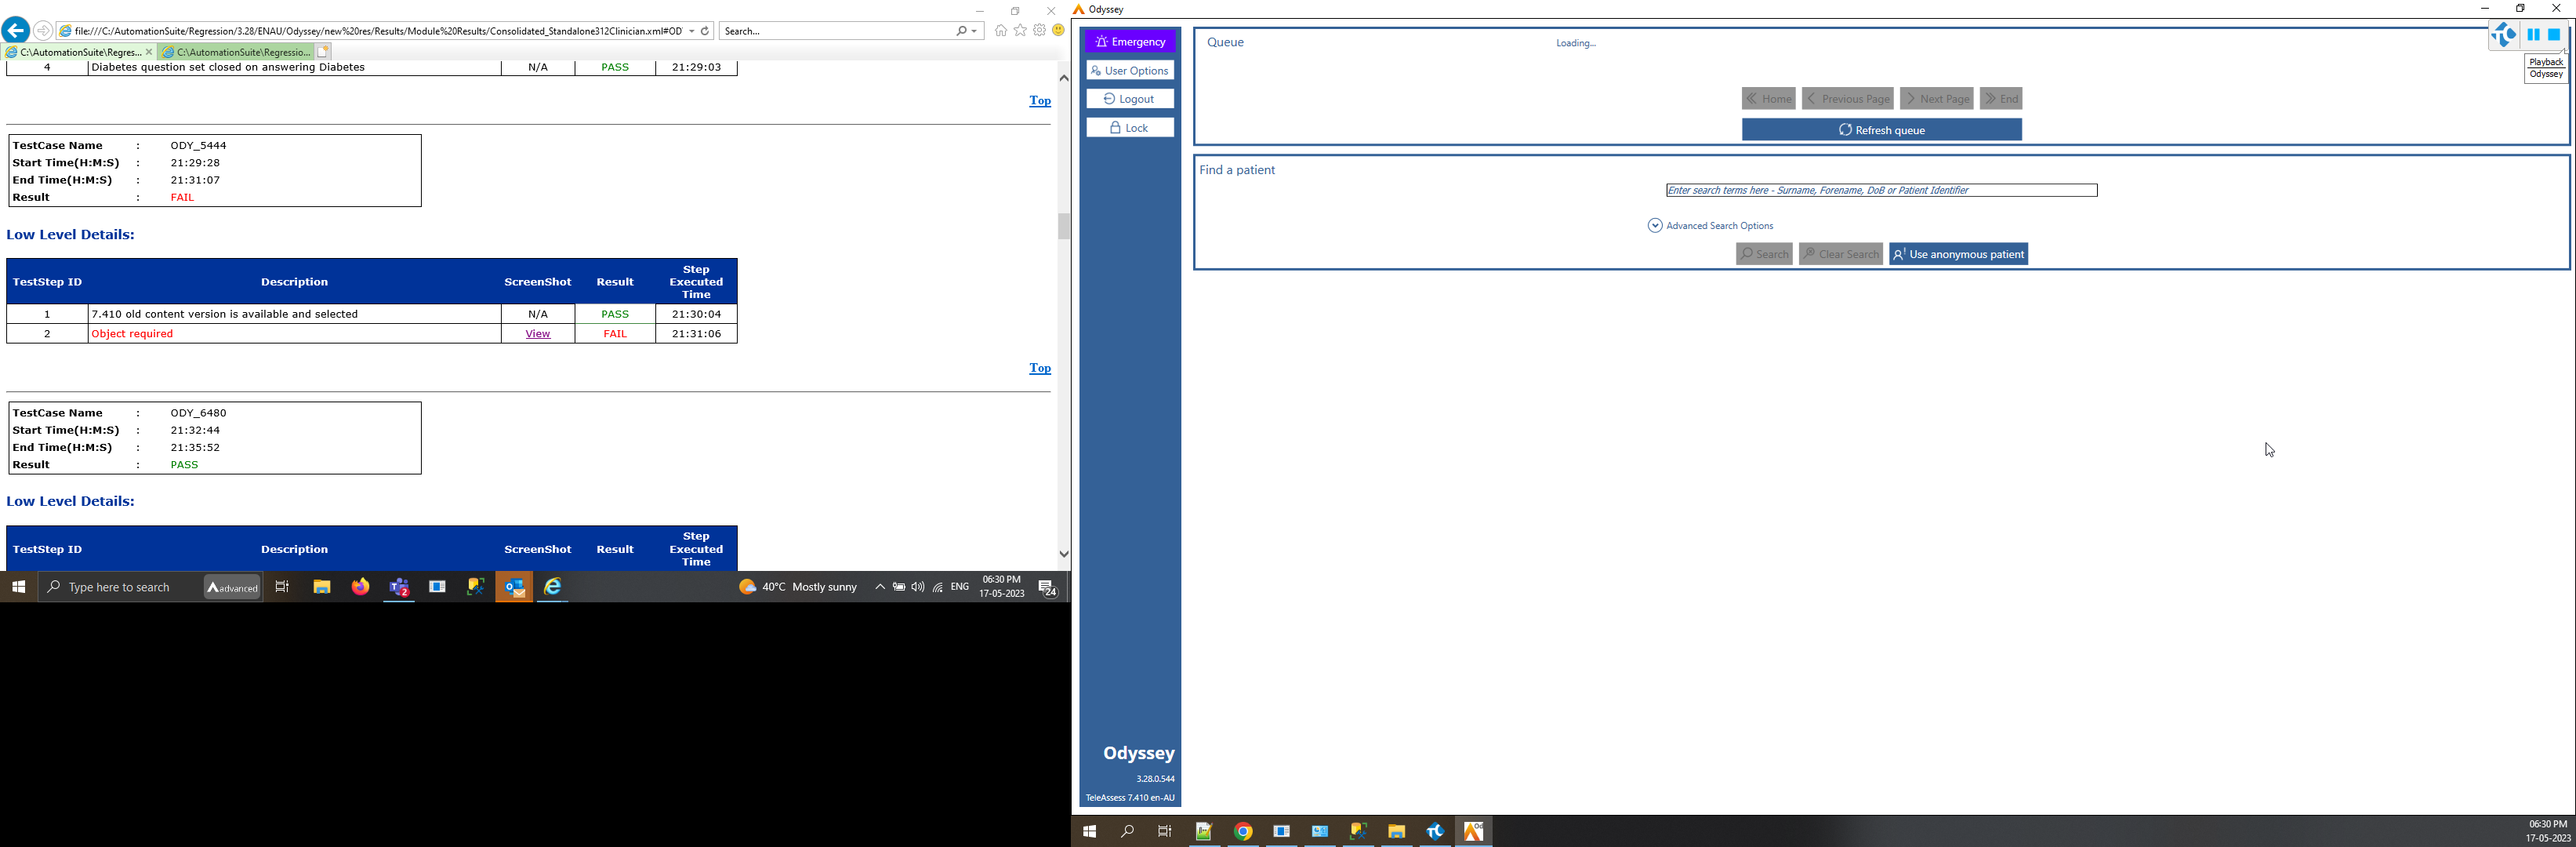 file:///C:/AutomationSuite/Regression/3.28/ENAU/Odyssey/new%20res/Results/Module%20Results/Consolidated_Standalone312Clinician.xml#OD
Search...
C:\AutomationSuite\Regres...
C:\AutomationSuite\Regressio...
4 Diabetes question set closed on answering Diabetes N/A PASS 21:29:03
Top
TestCase Name : ODY_5444
Start Time(H:M:S) : 21:29:28
End Time(H:M:S) : 21:31:07
Result : FAIL
Low Level Details:
TestStep ID Description ScreenShot Result Step Executed Time
1 7.410 old content version is available and selected N/A PASS 21:30:04
2 Object required View FAIL 21:31:06
Top
TestCase Name : ODY_6480
Start Time(H:M:S) : 21:32:44
End Time(H:M:S) : 21:35:52
Result : PASS
Low Level Details:
TestStep ID Description ScreenShot Result Step Executed Time
Type here to search
advanced
2
40°C Mostly sunny
ENG
06:30 PM
17-05-2023
24
Odyssey
Emergency
User Options
Logout
Lock
Queue
Loading...
Playback
Odyssey
Home
Previous Page
Next Page
End
Refresh queue
Find a patient
Enter search terms here - Surname, Forename, DoB or Patient Identifier
Advanced Search Options
Search
Clear Search
Use anonymous patient
Odyssey
3.28.0.544
TeleAssess 7.410 en-AU
06:30 PM
17-05-2023